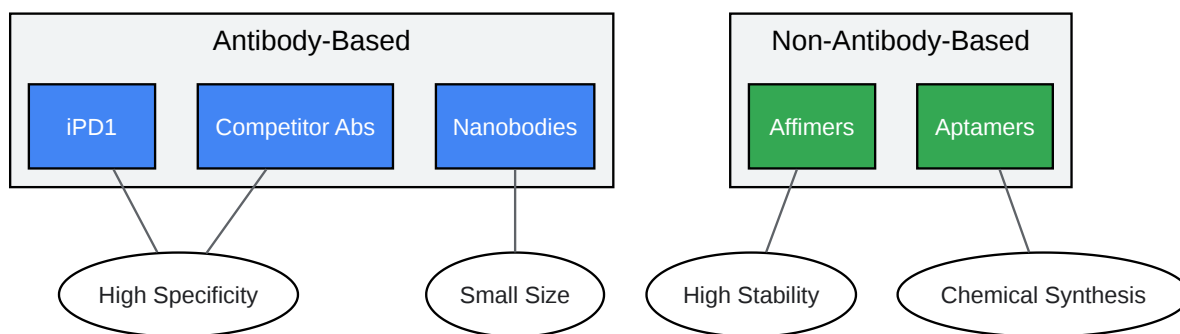 Antibody-Based
Non-Antibody-Based
iPD1
Competitor Abs
Nanobodies
Affimers
Aptamers
High Specificity
Small Size
High Stability
Chemical Synthesis